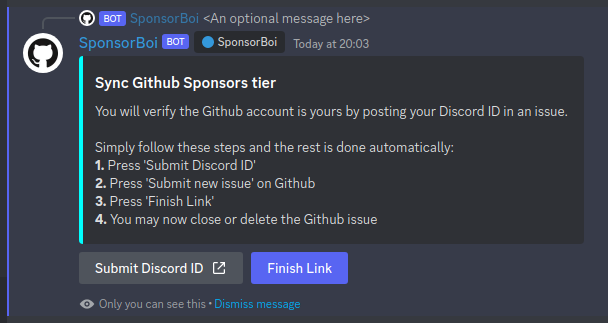 BOT SponsorBoi <An optional message here>
SponsorBoi BOT SponsorBoi Today at 20:03
Sync Github Sponsors tier
You will verify the Github account is yours by posting your Discord ID in an issue.
Simply follow these steps and the rest is done automatically:
1. Press 'Submit Discord ID'
2. Press 'Submit new issue' on Github
3. Press 'Finish Link'
4. You may now close or delete the Github issue
Submit Discord ID Finish Link
Only you can see this • Dismiss message